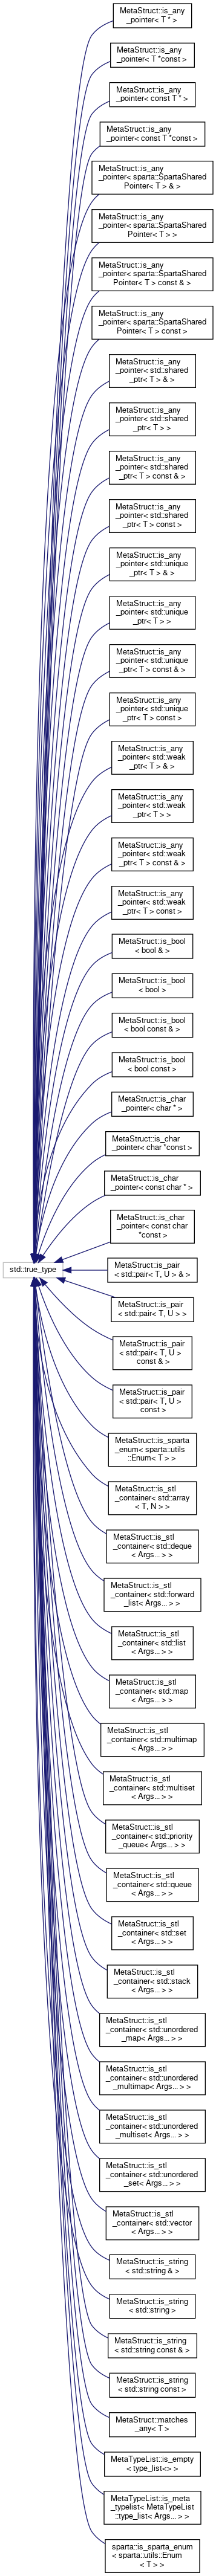 MetaStruct::is_any
_pointer< T * >
MetaStruct::is_any
_pointer< T *const >
MetaStruct::is_any
_pointer< const T * >
MetaStruct::is_any
_pointer< const T *const >
MetaStruct::is_any
_pointer< sparta::SpartaShared
Pointer< T > & >
MetaStruct::is_any
_pointer< sparta::SpartaShared
Pointer< T > >
MetaStruct::is_any
_pointer< sparta::SpartaShared
Pointer< T > const & >
MetaStruct::is_any
_pointer< sparta::SpartaShared
Pointer< T > const >
MetaStruct::is_any
_pointer< std::shared
_ptr< T > & >
MetaStruct::is_any
_pointer< std::shared
_ptr< T > >
MetaStruct::is_any
_pointer< std::shared
_ptr< T > const & >
MetaStruct::is_any
_pointer< std::shared
_ptr< T > const >
MetaStruct::is_any
_pointer< std::unique
_ptr< T > & >
MetaStruct::is_any
_pointer< std::unique
_ptr< T > >
MetaStruct::is_any
_pointer< std::unique
_ptr< T > const & >
MetaStruct::is_any
_pointer< std::unique
_ptr< T > const >
MetaStruct::is_any
_pointer< std::weak
_ptr< T > & >
MetaStruct::is_any
_pointer< std::weak
_ptr< T > >
MetaStruct::is_any
_pointer< std::weak
_ptr< T > const & >
MetaStruct::is_any
_pointer< std::weak
_ptr< T > const >
MetaStruct::is_bool
< bool & >
MetaStruct::is_bool
< bool >
MetaStruct::is_bool
< bool const & >
MetaStruct::is_bool
< bool const >
MetaStruct::is_char
_pointer< char * >
MetaStruct::is_char
_pointer< char *const >
MetaStruct::is_char
_pointer< const char * >
MetaStruct::is_char
_pointer< const char
*const >
std::true_type
MetaStruct::is_pair
< std::pair< T, U > & >
MetaStruct::is_pair
< std::pair< T, U > >
MetaStruct::is_pair
< std::pair< T, U >
const & >
MetaStruct::is_pair
< std::pair< T, U >
const >
MetaStruct::is_sparta
_enum< sparta::utils
::Enum< T > >
MetaStruct::is_stl
_container< std::array
< T, N > >
MetaStruct::is_stl
_container< std::deque
< Args... > >
MetaStruct::is_stl
_container< std::forward
_list< Args... > >
MetaStruct::is_stl
_container< std::list
< Args... > >
MetaStruct::is_stl
_container< std::map
< Args... > >
MetaStruct::is_stl
_container< std::multimap
< Args... > >
MetaStruct::is_stl
_container< std::multiset
< Args... > >
MetaStruct::is_stl
_container< std::priority
_queue< Args... > >
MetaStruct::is_stl
_container< std::queue
< Args... > >
MetaStruct::is_stl
_container< std::set
< Args... > >
MetaStruct::is_stl
_container< std::stack
< Args... > >
MetaStruct::is_stl
_container< std::unordered
_map< Args... > >
MetaStruct::is_stl
_container< std::unordered
_multimap< Args... > >
MetaStruct::is_stl
_container< std::unordered
_multiset< Args... > >
MetaStruct::is_stl
_container< std::unordered
_set< Args... > >
MetaStruct::is_stl
_container< std::vector
< Args... > >
MetaStruct::is_string
< std::string & >
MetaStruct::is_string
< std::string >
MetaStruct::is_string
< std::string const & >
MetaStruct::is_string
< std::string const >
MetaStruct::matches
_any< T >
MetaTypeList::is_empty
< type_list<> >
MetaTypeList::is_meta
_typelist< MetaTypeList
::type_list< Args... > >
sparta::is_sparta_enum
< sparta::utils::Enum
< T > >